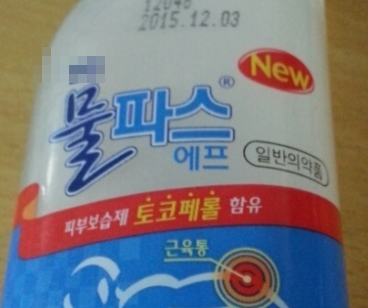 12046
2015.12.03
New
물파스®
에프
일반의약품
피부보습제 토코페롤 함유
근육통